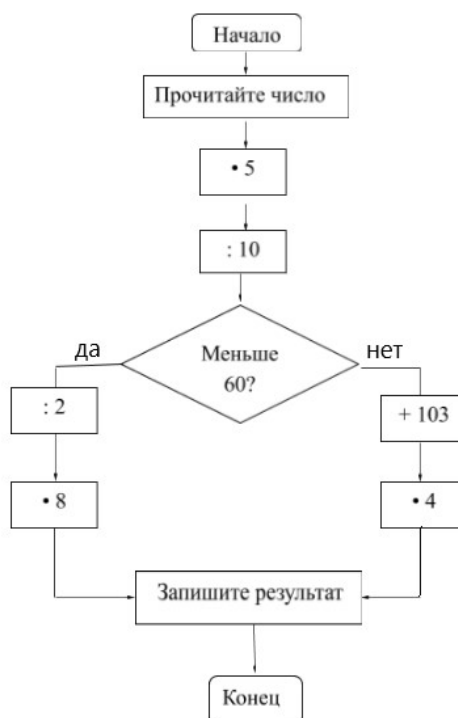 Начало
Прочитайте число
• 5
: 10
да
Меньше
60?
нет
: 2
+ 103
• 8
• 4
Запишите результат
Конец